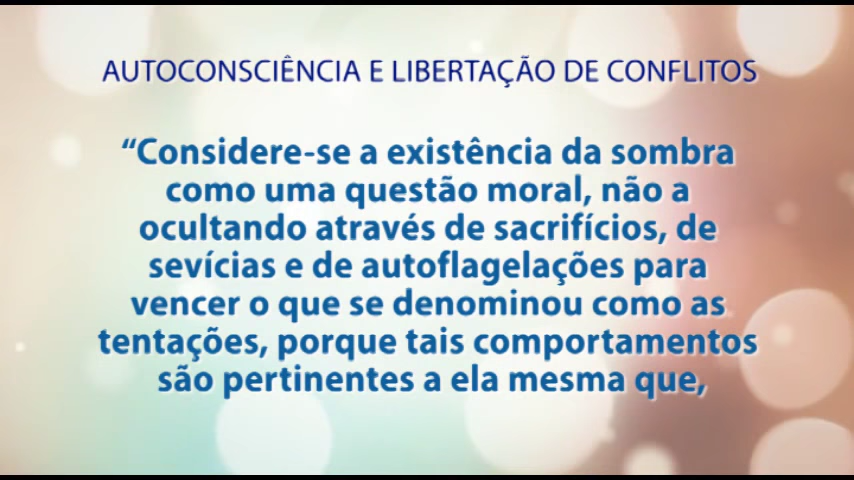 AUTOCONSCIÊNCIA E LIBERTAÇÃO DE CONFLITOS
“Considere-se a existência da sombra
como uma questão moral, não a
ocultando através de sacrifícios, de
sevícias e de autoflagelações para
vencer o que se denominou como as
tentações, porque tais comportamentos
são pertinentes a ela mesma que,